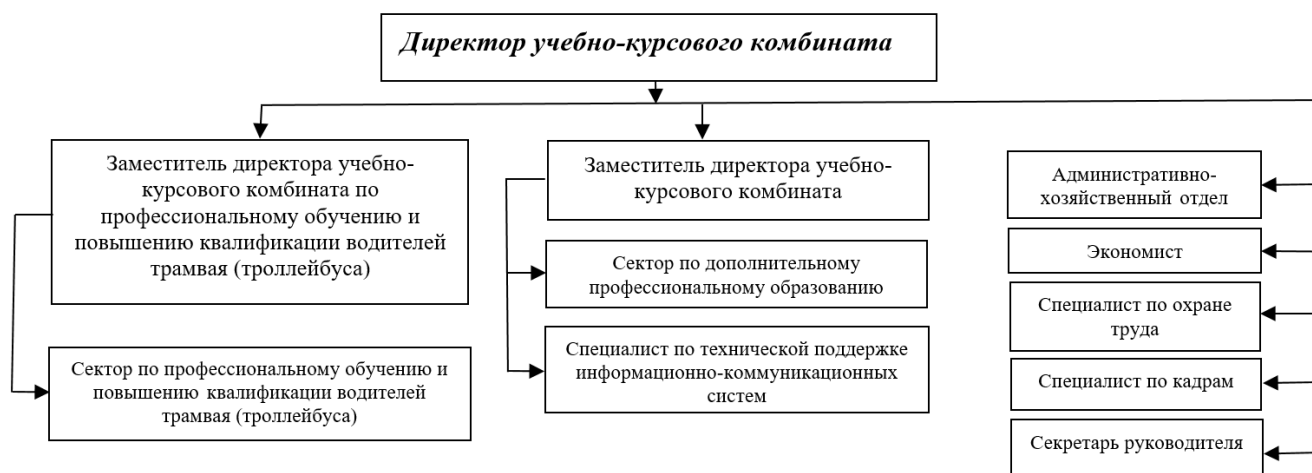 Директор учебно-курсового комбината
Заместитель директора учебно-
курсового комбината по
профессиональному обучению и
повышению квалификации водителей
трамвая (троллейбуса)
Сектор по профессиональному обучению и
повышению квалификации водителей
трамвая (троллейбуса)
Заместитель директора учебно-
курсового комбината
Сектор по дополнительному
профессиональному образованию
Специалист по технической поддержке
информационно-коммуникационных
систем
Административно-
хозяйственный отдел
Экономист
Специалист по охране
труда
Специалист по кадрам
Секретарь руководителя